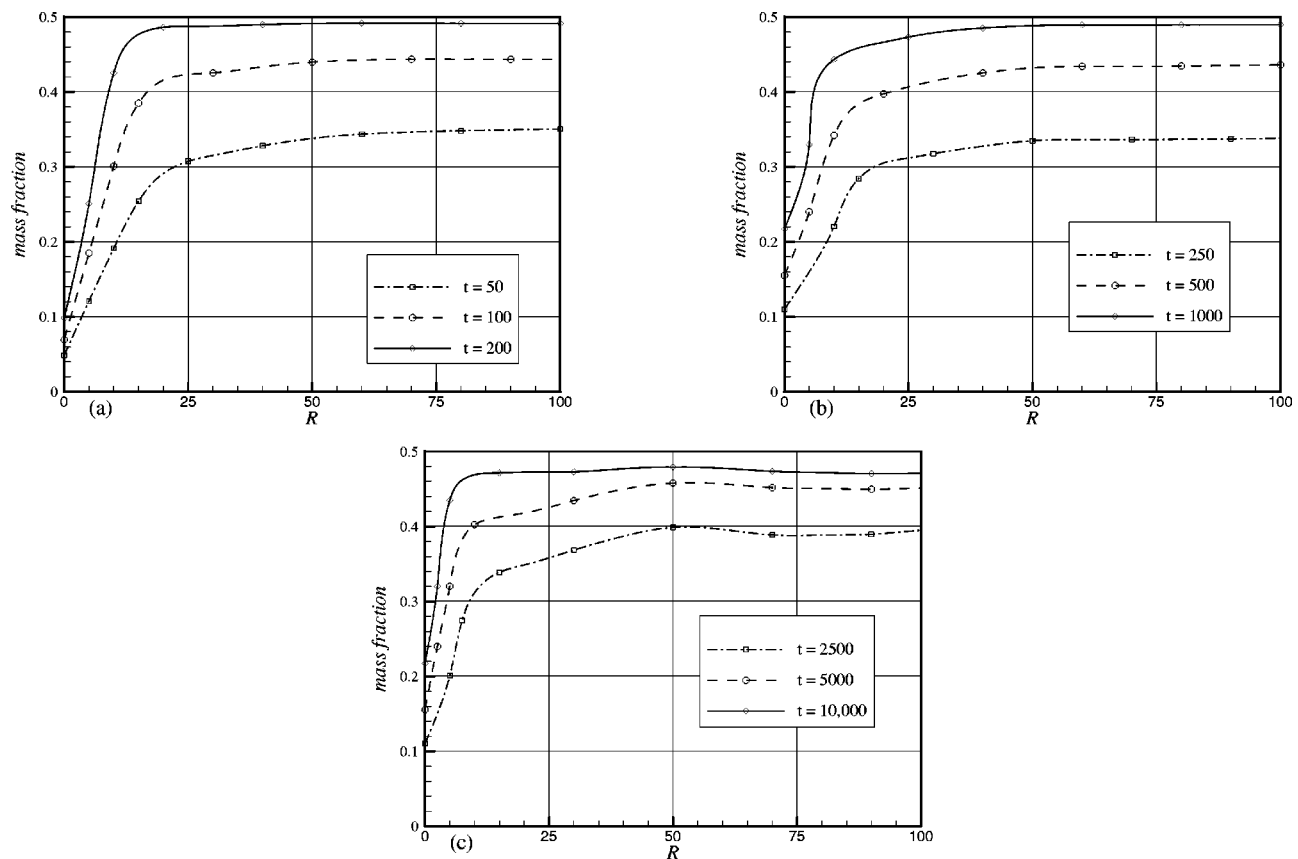 0.5
0.4
0.3
0.2
0.1
0
mass fraction
t = 50
t = 100
t = 200
0 25 50 75 100
(a)
R
0.5
0.4
0.3
0.2
0.1
0
mass fraction
t = 250
t = 500
t = 1000
0 25 50 75 100
(b)
R
0.5
0.4
0.3
0.2
0.1
0
mass fraction
t = 2500
t = 5000
t = 10,000
0 25 50 75 100
(c)
R